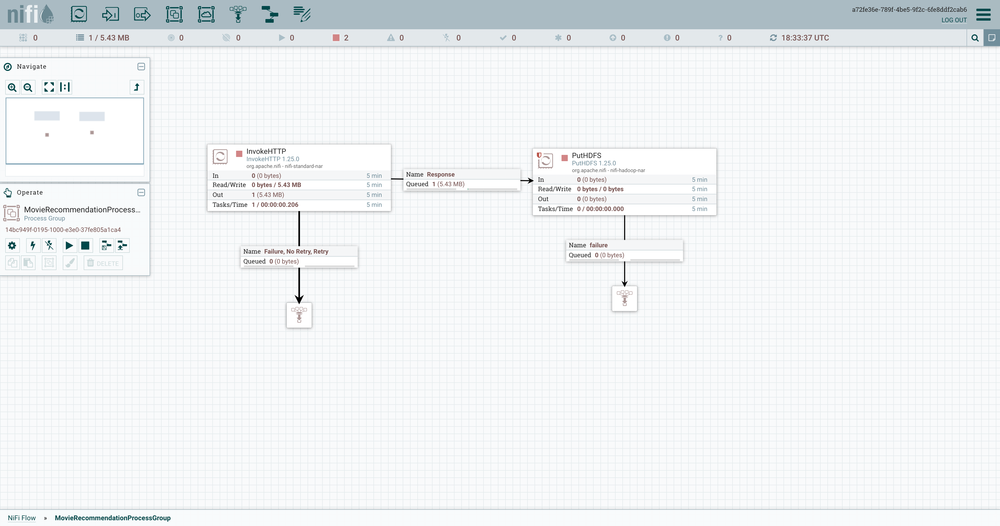 nifi
a72fe36e-789f-4be5-9f2c-6fe8ddf2cab6
LOG OUT
0 1 / 5.43 MB 0 0 0 2 0 0 0 0 0 0 0 18:33:37 UTC
Navigate
Operate
MovieRecommendationProcess...
Process Group
14bc949f-0195-1000-e3e0-37fe805a1ca4
DELETE
InvokeHTTP
InvokeHTTP 1.25.0
org.apache.nifi - nifi-standard-nar
In 0 (0 bytes) 5 min
Read/Write 0 bytes / 5.43 MB 5 min
Out 1 (5.43 MB) 5 min
Tasks/Time 1 / 00:00:00.206 5 min
Name Response
Queued 1 (5.43 MB)
PutHDFS
PutHDFS 1.25.0
org.apache.nifi - nifi-hadoop-nar
In 0 (0 bytes) 5 min
Read/Write 0 bytes / 0 bytes 5 min
Out 0 (0 bytes) 5 min
Tasks/Time 0 / 00:00:00.000 5 min
Name Failure, No Retry, Retry
Queued 0 (0 bytes)
Name failure
Queued 0 (0 bytes)
NiFi Flow » MovieRecommendationProcessGroup